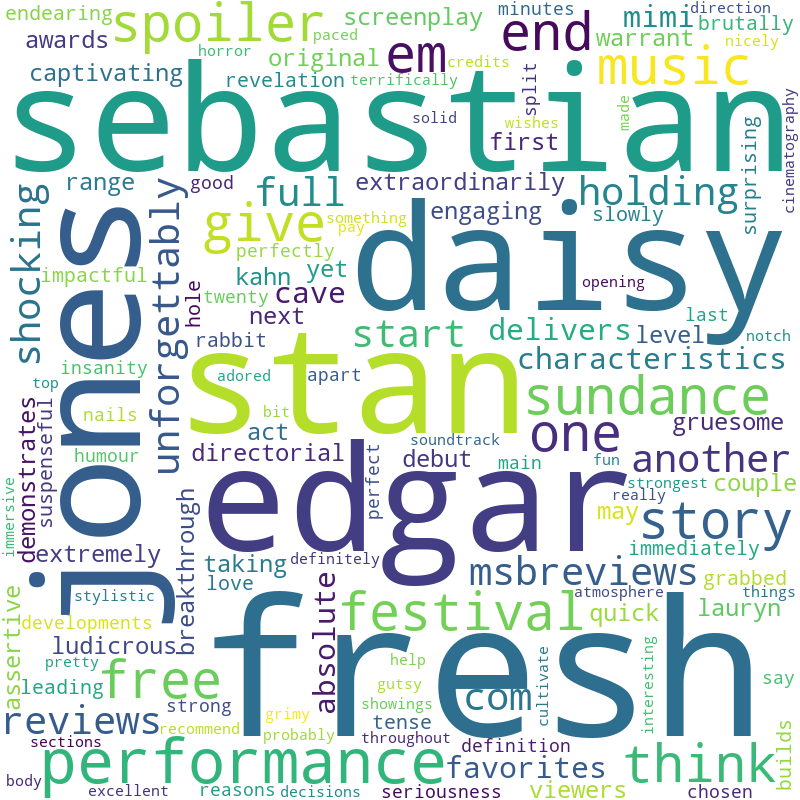 endearing
spoiler
screenplay
minutes
direction
mimi
brutally
awards
horror
paced
original
em
credits
end
warrant
nicely
captivating
revelation
terrifically
split
music
sebastian
solid
wishes
first
made
surprising
cinematography
shocking
range
jones
unforgettably
good
full
extraordinarily
holding
give
something
pay
engaging
slowly
daisy
impactful
perfectly
kahn
yet
hole
twenty
cave
opening
next
rabbit
stan
start
delivers
level
last
notch
insanity
top
adored
apart
characteristics
nails
demonstrates
suspenseful
bit
sundance
humour
act
soundtrack
one
gruesome
directorial
debut
main
fun
another
perfect
strongest
couple
immersive
edgar
really
may
story
extremely
breakthrough
taking
definitely
immediately
love
msbreviews
grabbed
assertive
stylistic
absolute
festival
atmosphere
things
quick
lauryn
developments
ludicrous
fresh
pretty
free
help
leading
gutsy
com
cultivate
interesting
say
strong
showings
reviews
grimy
tense
recommend
probably
sections
throughout
definition
performance
favorites
think
builds
body
excellent
reasons
decisions
seriousness
viewers
chosen